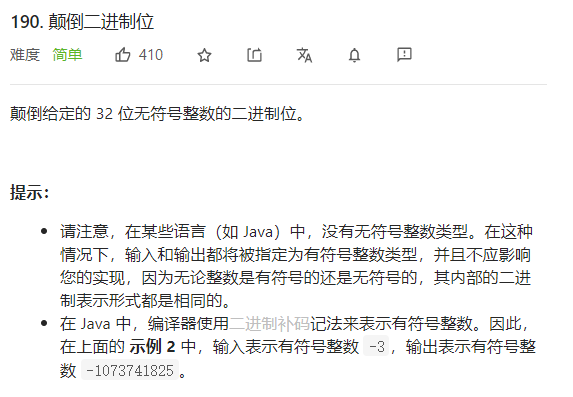 190. 颠倒二进制位
难度 简单 410
颠倒给定的 32 位无符号整数的二进制位。
提示：
请注意，在某些语言（如 Java）中，没有无符号整数类型。在这种
情况下，输入和输出都将被指定为有符号整数类型，并且不应影响
您的实现，因为无论整数是有符号的还是无符号的，其内部的二进
制表示形式都是相同的。
在 Java 中，编译器使用二进制补码记法来表示有符号整数。因此，
在上面的 示例 2 中，输入表示有符号整数 -3，输出表示有符号整
数 -1073741825。